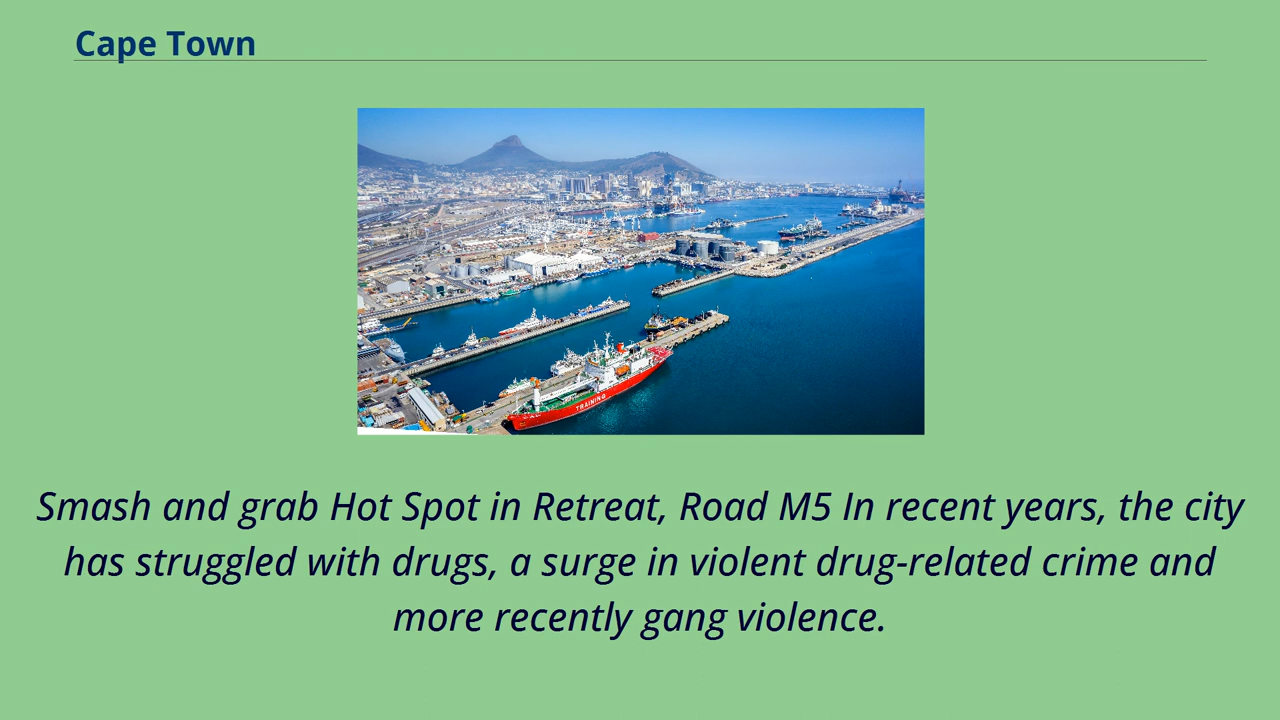 Cape Town
TRAINING
Smash and grab Hot Spot in Retreat, Road M5 In recent years, the city
has struggled with drugs, a surge in violent drug-related crime and
more recently gang violence.